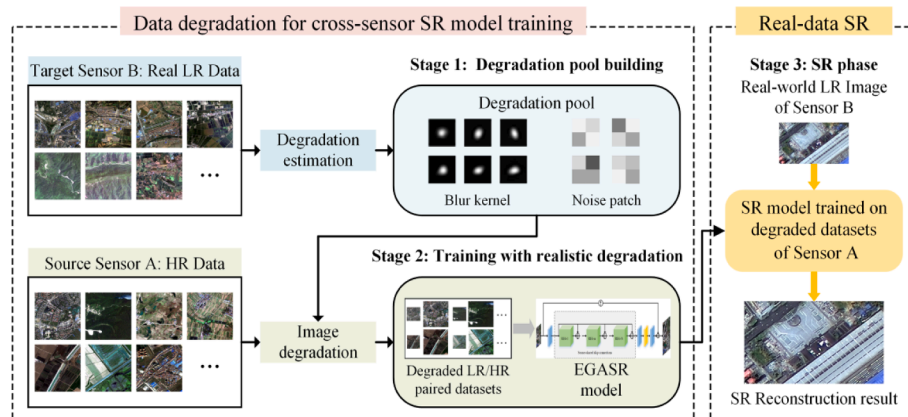 Data degradation for cross-sensor SR model training
Real-data SR
Target Sensor B: Real LR Data
Stage 1: Degradation pool building
Stage 3: SR phase
Real-world LR Image
of Sensor B
Degradation pool
Degradation
estimation
Blur kernel
Noise patch
SR model trained on
degraded datasets
of Sensor A
Source Sensor A: HR Data
Stage 2: Training with realistic degradation
Image
degradation
Degraded LR/HR
paired datasets
EGASR
model
SR Reconstruction result